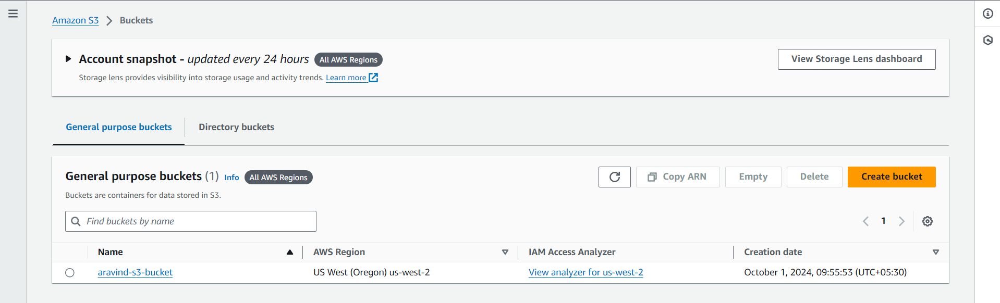 Amazon S3 > Buckets
Account snapshot - updated every 24 hours All AWS Regions
View Storage Lens dashboard
Storage lens provides visibility into storage usage and activity trends. Learn more
General purpose buckets
Directory buckets
General purpose buckets (1) Info All AWS Regions
Copy ARN
Empty
Delete
Create bucket
Buckets are containers for data stored in S3.
Find buckets by name
1
Name AWS Region IAM Access Analyzer Creation date
aravind-s3-bucket US West (Oregon) us-west-2 View analyzer for us-west-2 October 1, 2024, 09:55:53 (UTC+05:30)